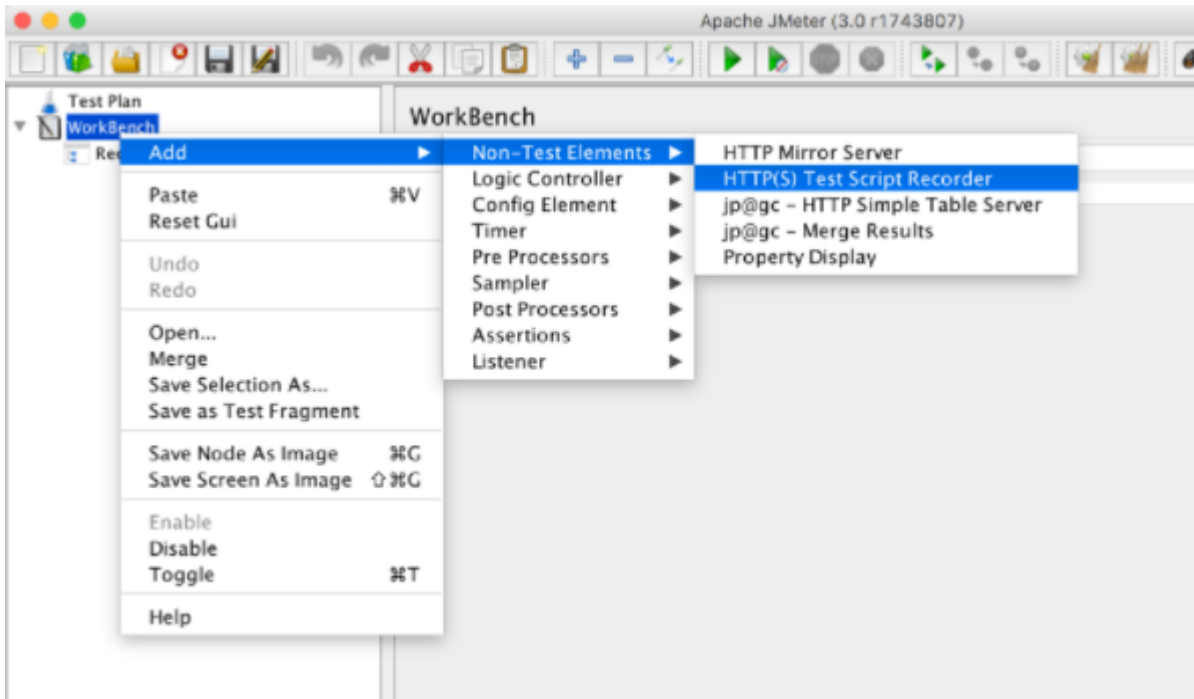 Apache JMeter (3.0 r1743807)
Test Plan
WorkBench
Rec
WorkBench
Add
Paste ⌘V
Reset Gui
Undo
Redo
Open...
Merge
Save Selection As...
Save as Test Fragment
Save Node As Image ⌘G
Save Screen As Image ⇧⌘G
Enable
Disable
Toggle ⌘T
Help
Non-Test Elements
Logic Controller
Config Element
Timer
Pre Processors
Sampler
Post Processors
Assertions
Listener
HTTP Mirror Server
HTTP(S) Test Script Recorder
jp@gc - HTTP Simple Table Server
jp@gc - Merge Results
Property Display